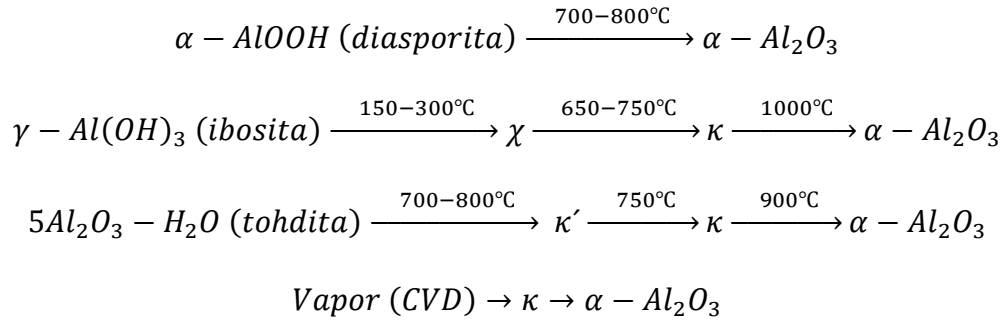 α − AlOOH (diasporita) 700−800℃ → α − Al₂O₃
γ − Al(OH)₃ (ibosita) 150−300℃ → χ 650−750℃ → κ 1000℃ → α − Al₂O₃
5Al₂O₃ − H₂O (tohdita) 700−800℃ → κ´ 750℃ → κ 900℃ → α − Al₂O₃
Vapor (CVD) → κ → α − Al₂O₃